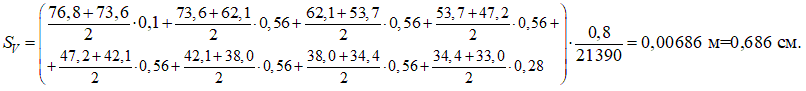 S_V = ( (76,8+73,6)/2 ·0,1+ (73,6+62,1)/2 ·0,56+ (62,1+53,7)/2 ·0,56+ (53,7+47,2)/2 ·0,56+
+ (47,2+42,1)/2 ·0,56+ (42,1+38,0)/2 ·0,56+ (38,0+34,4)/2 ·0,56+ (34,4+33,0)/2 ·0,28 ) · 0,8/21390 = 0,00686 м=0,686 см.